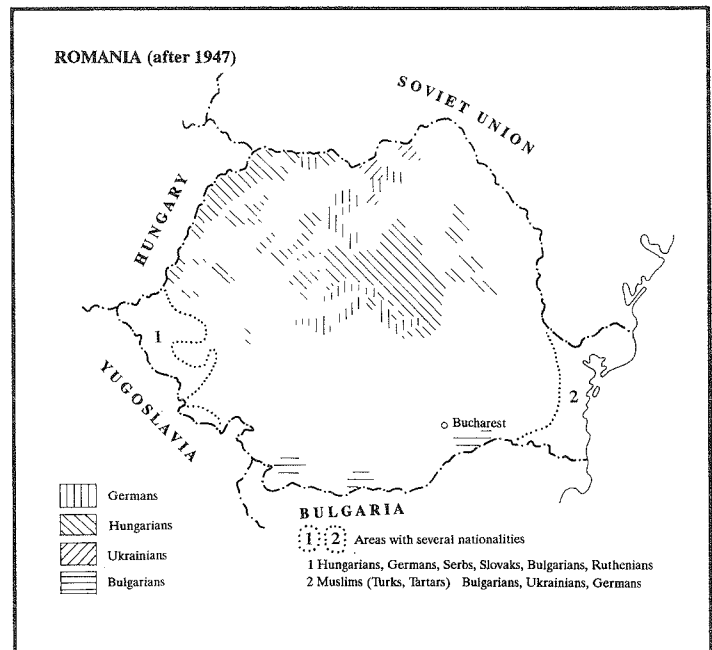 ROMANIA (after 1947)
SOVIET UNION
HUNGARY
1
YUGOSLAVIA
2
Bucharest
BULGARIA
Germans
Hungarians
Ukrainians
Bulgarians
1 2 Areas with several nationalities
1 Hungarians, Germans, Serbs, Slovaks, Bulgarians, Ruthenians
2 Muslims (Turks, Tartars) Bulgarians, Ukrainians, Germans